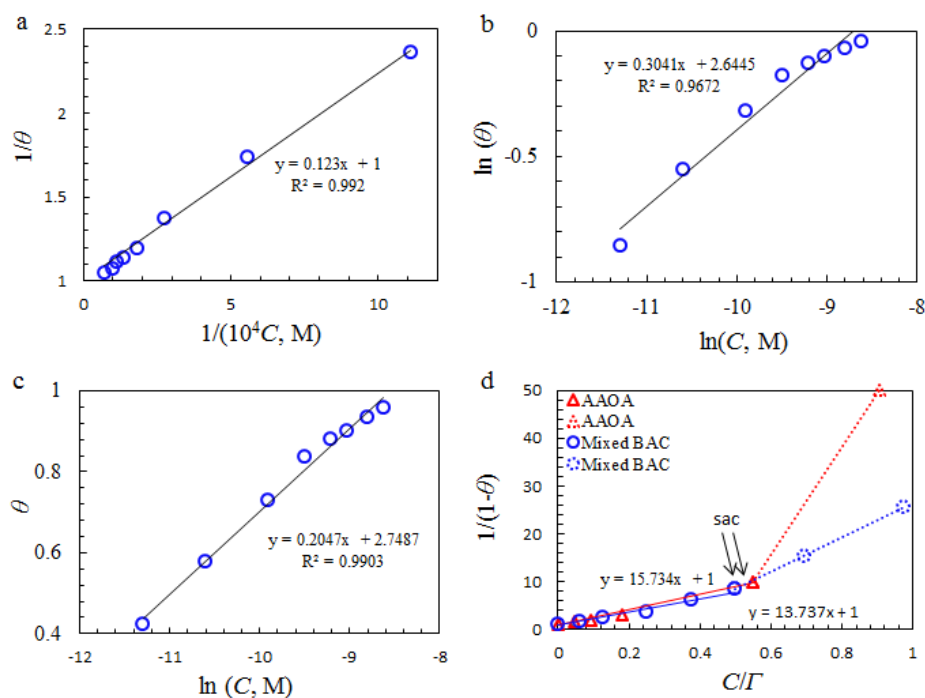 a
2.5
2
1.5
1
0
5
10
1/θ
y = 0.123x + 1
R² = 0.992
1/(10⁴C, M)
b
0
-0.5
-1
-12
-11
-10
-9
-8
ln (θ)
y = 0.3041x + 2.6445
R² = 0.9672
ln(C, M)
c
1
0.8
0.6
0.4
-12
-11
-10
-9
-8
θ
y = 0.2047x + 2.7487
R² = 0.9903
ln (C, M)
d
50
40
30
20
10
0
0
0.2
0.4
0.6
0.8
1
1/(1-θ)
AAOA
AAOA
Mixed BAC
Mixed BAC
sac
y = 15.734x + 1
y = 13.737x + 1
C/Γ